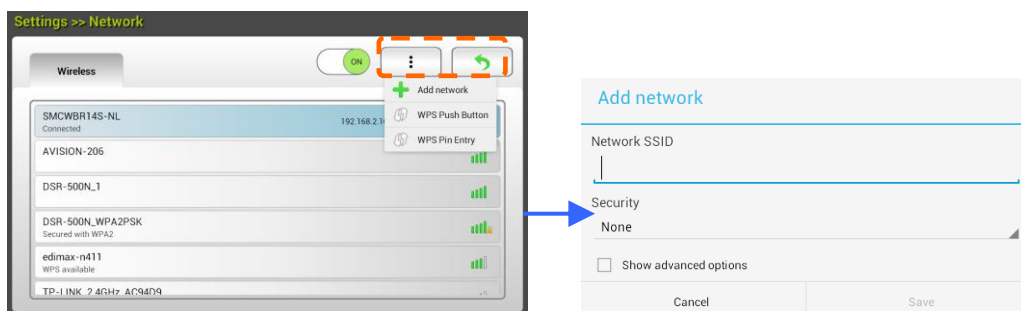 Settings >> Network
ON
Wireless
Add network
SMCWBR14S-NL
Connected
192.168.2.1
WPS Push Button
WPS Pin Entry
AVISION-206
DSR-500N_1
DSR-500N_WPA2PSK
Secured with WPA2
edimax-n411
WPS available
TP-LINK_2.4GHz_AC94D9
Add network
Network SSID
Security
None
Show advanced options
Cancel
Save